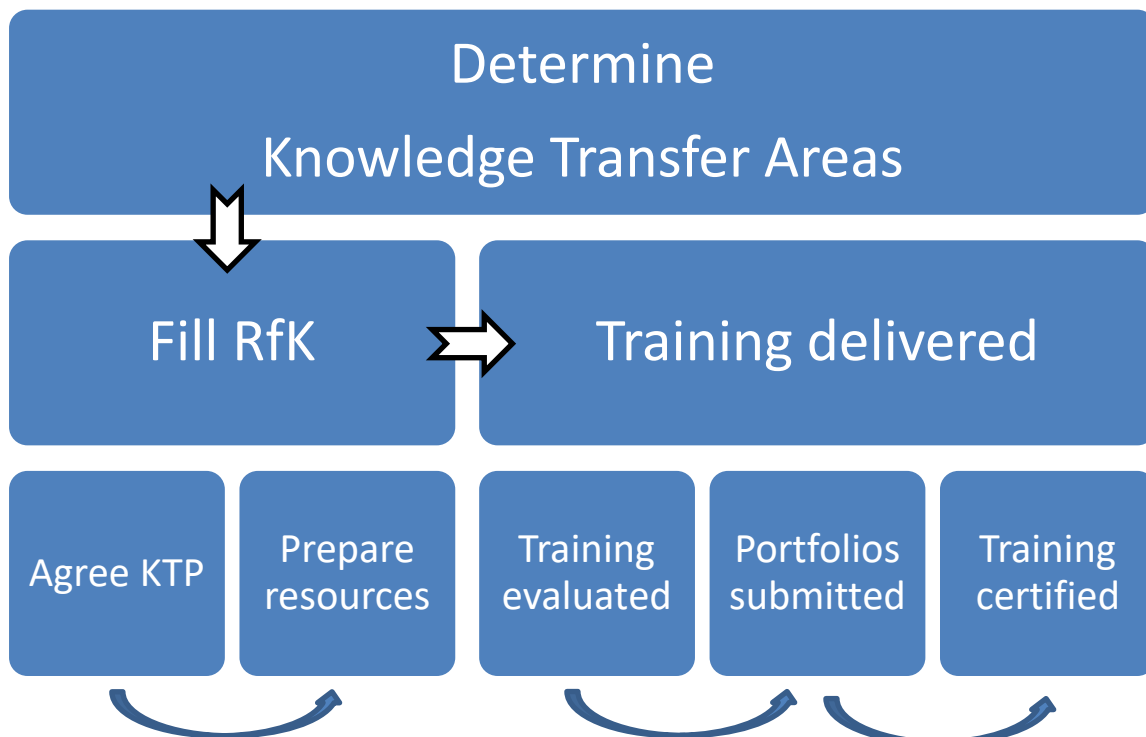 Determine
Knowledge Transfer Areas
Fill RfK
Training delivered
Agree KTP
Prepare
resources
Training
evaluated
Portfolios
submitted
Training
certified